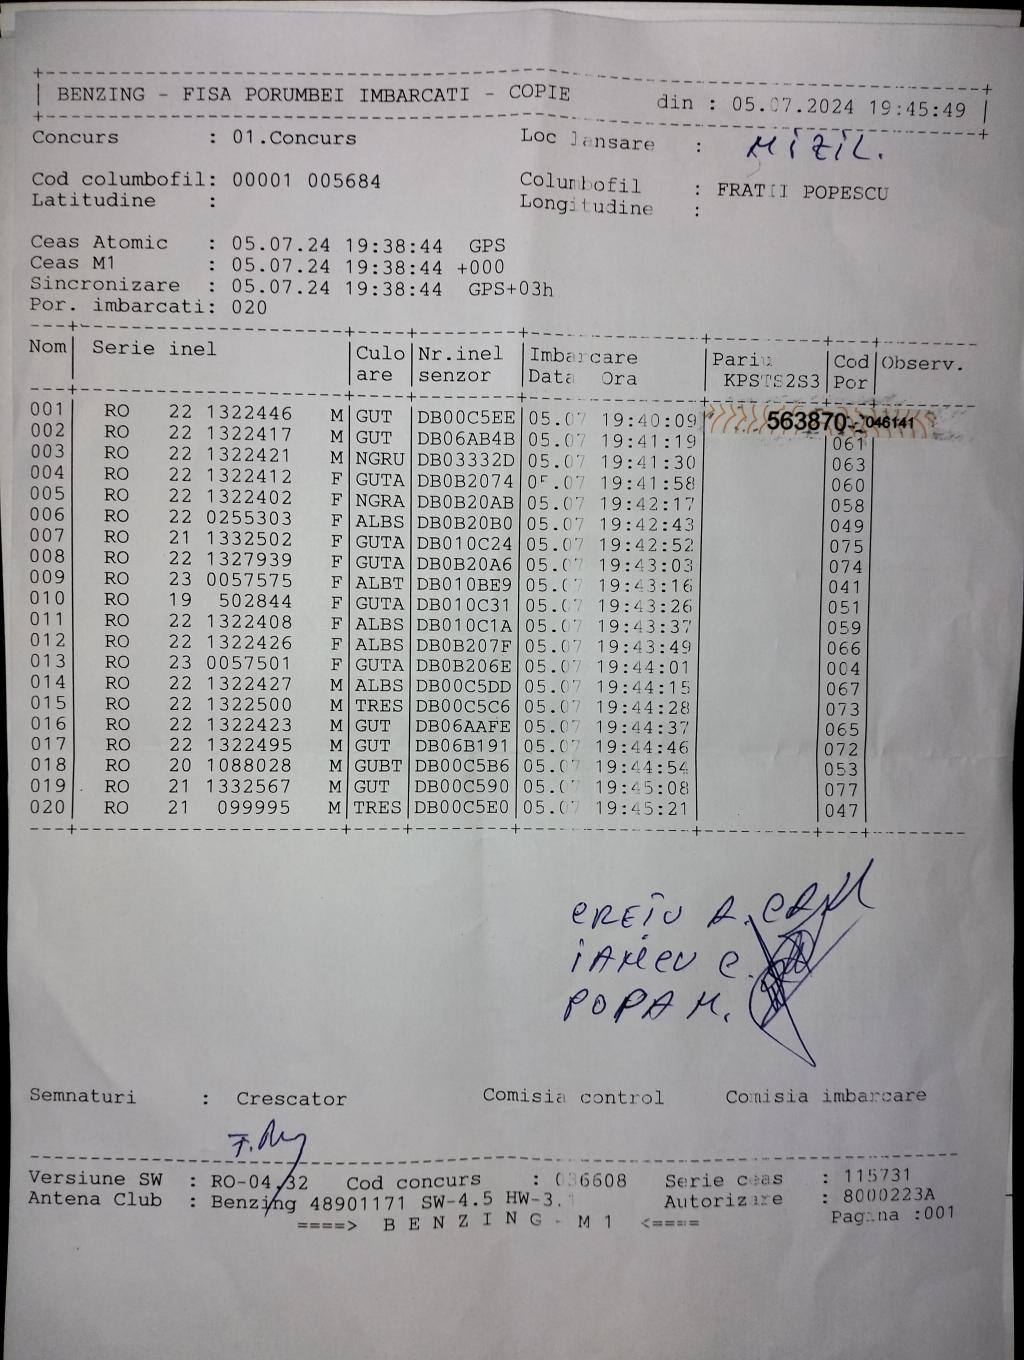 BENZING - FISA PORUMBEI IMBARCATI - COPIE din : 05.07.2024 19:45:49
Concurs : 01.Concurs Loc lansare : MIZIL.
Cod columbofil: 00001 005684 Columbofil : FRATII POPESCU
Latitudine : Longitudine :
Ceas Atomic : 05.07.24 19:38:44 GPS
Ceas M1 : 05.07.24 19:38:44 +000
Sincronizare : 05.07.24 19:38:44 GPS+03h
Por. imbarcati: 020
Nom Serie inel Culo Nr.inel Imbarcare Pariu Cod Observ.
are senzor Data Ora KPSTS2S3 Por
001 RO 22 1322446 M GUT DB00C5EE 05.07 19:40:09 563870 046141
002 RO 22 1322417 M GUT DB06AB4B 05.07 19:41:19 061
003 RO 22 1322421 M NGRU DB03332D 05.07 19:41:30 063
004 RO 22 1322412 F GUTA DB0B2074 05.07 19:41:58 060
005 RO 22 1322402 F NGRA DB0B20AB 05.07 19:42:17 058
006 RO 22 0255303 F ALBS DB0B20B0 05.07 19:42:43 049
007 RO 21 1332502 F GUTA DB010C24 05.07 19:42:52 075
008 RO 22 1327939 F GUTA DB0B20A6 05.07 19:43:03 074
009 RO 23 0057575 F ALBT DB010BE9 05.07 19:43:16 041
010 RO 19 502844 F GUTA DB010C31 05.07 19:43:26 051
011 RO 22 1322408 F ALBS DB010C1A 05.07 19:43:37 059
012 RO 22 1322426 F ALBS DB0B207F 05.07 19:43:49 066
013 RO 23 0057501 F GUTA DB0B206E 05.07 19:44:01 004
014 RO 22 1322427 M ALBS DB00C5DD 05.07 19:44:15 067
015 RO 22 1322500 M TRES DB00C5C6 05.07 19:44:28 073
016 RO 22 1322423 M GUT DB06AAFE 05.07 19:44:37 065
017 RO 22 1322495 M GUT DB06B191 05.07 19:44:46 072
018 RO 20 1088028 M GUBT DB00C5B6 05.07 19:44:54 053
019 RO 21 1332567 M GUT DB00C590 05.07 19:45:08 077
020 RO 21 099995 M TRES DB00C5E0 05.07 19:45:21 047
CREȚU A.
IANCU C.
POPA M.
Semnaturi : Crescator Comisia control Comisia imbarcare
Versiune SW : RO-04.32 Cod concurs : 036608 Serie ceas : 115731
Antena Club : Benzing 48901171 SW-4.5 HW-3.1 Autorizare : 8000223A
====> B E N Z I N G - M 1 <==== Pagina :001